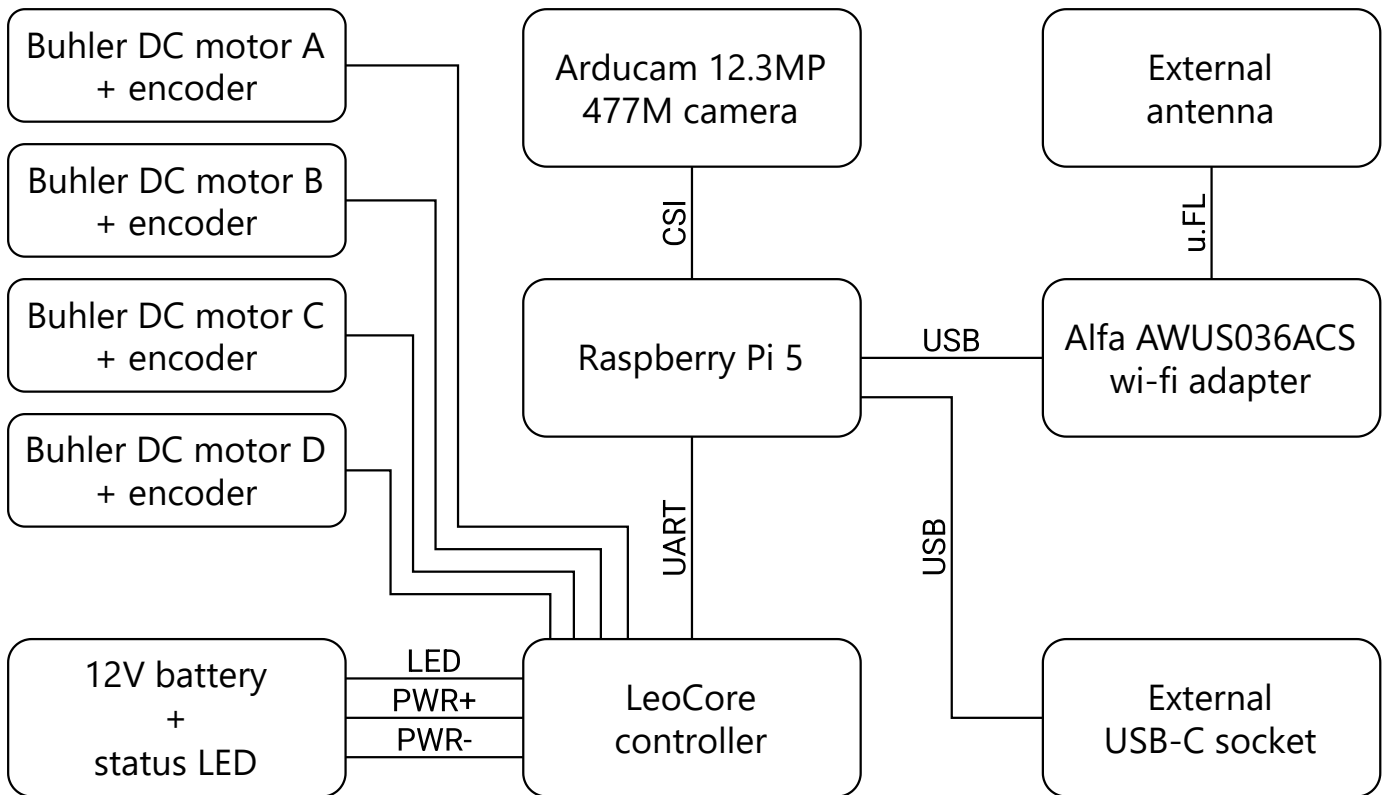 Buhler DC motor A
+ encoder
Arducam 12.3MP
477M camera
External
antenna
Buhler DC motor B
+ encoder
CSI
u.FL
Buhler DC motor C
+ encoder
Raspberry Pi 5
USB
Alfa AWUS036ACS
wi-fi adapter
Buhler DC motor D
+ encoder
UART
USB
12V battery
+
status LED
LED
PWR+
PWR-
LeoCore
controller
External
USB-C socket